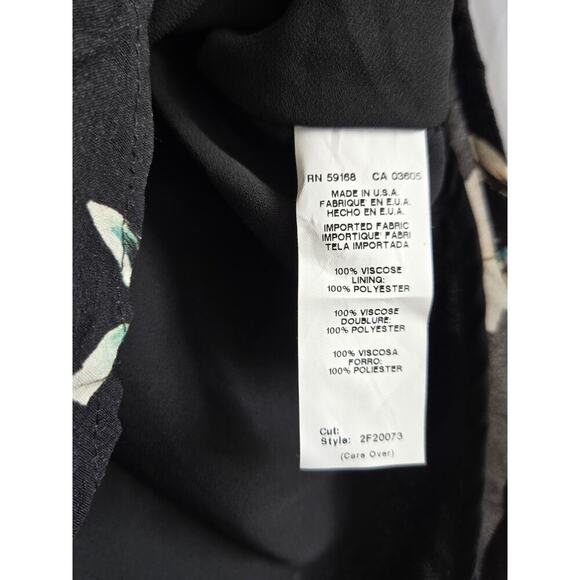 RN 59168 CA 03605
MADE IN U.S.A.
FABRIQUE' EN E.U.A.
HECHO EN E.U.A.
IMPORTED FABRIC
IMPORTIQUE' FABRI
TELA IMPORTADA
100% VISCOSE
LINING:
100% POLYESTER
100% VISCOSE
DOUBLURE:
100% POLYESTER
100% VISCOSA
FORRO:
100% POLIESTER
Cut:
Style: 2F20073
(Care Over)